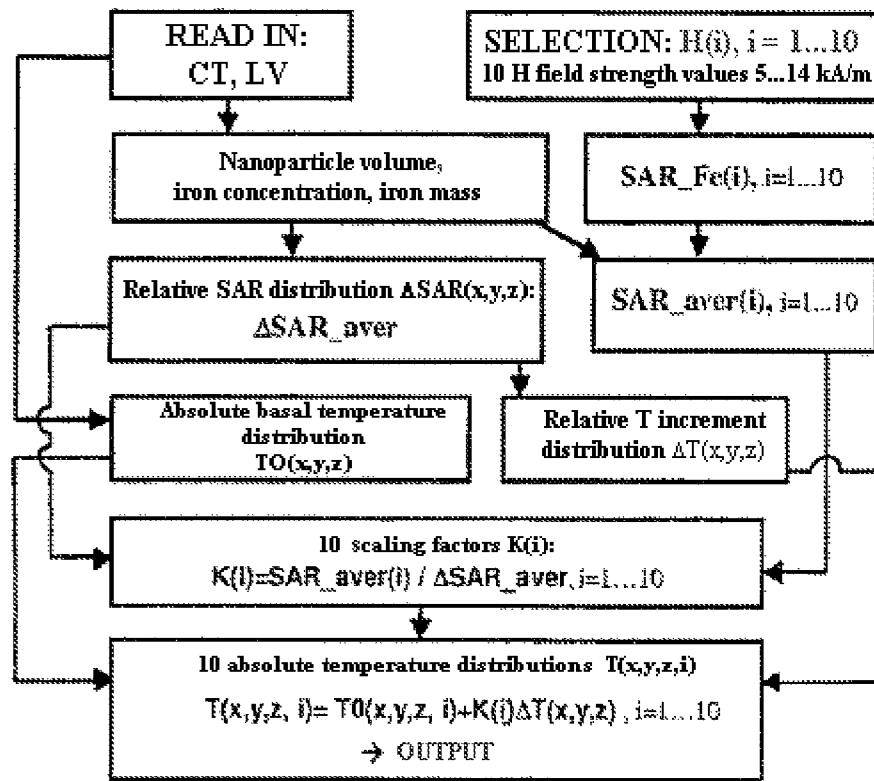 READ IN:
CT, LV
SELECTION: H(i), i = 1...10
10 H field strength values 5...14 kA/m
Nanoparticle volume,
iron concentration, iron mass
SAR_Fe(i), i=1...10
Relative SAR distribution ΔSAR(x,y,z):
ΔSAR_aver
SAR_aver(i), i=1...10
Absolute basal temperature
distribution
TO(x,y,z)
Relative T increment
distribution ΔT(x,y,z)
10 scaling factors K(i):
K(i)=SAR_aver(i) / ΔSAR_aver, i=1...10
10 absolute temperature distributions T(x,y,z,i)
T(x,y,z, i)= T0(x,y,z, i)+K(i)ΔT(x,y,z) , i=1...10
→ OUTPUT